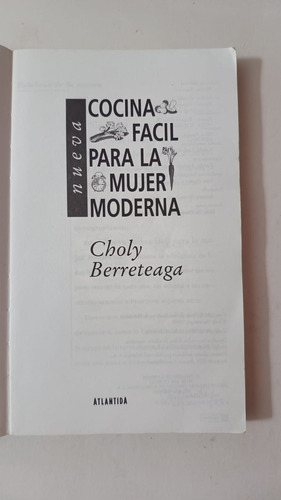 nueva
COCINA
FACIL
PARA LA
MUJER
MODERNA
Choly
Berreteaga
ATLANTIDA